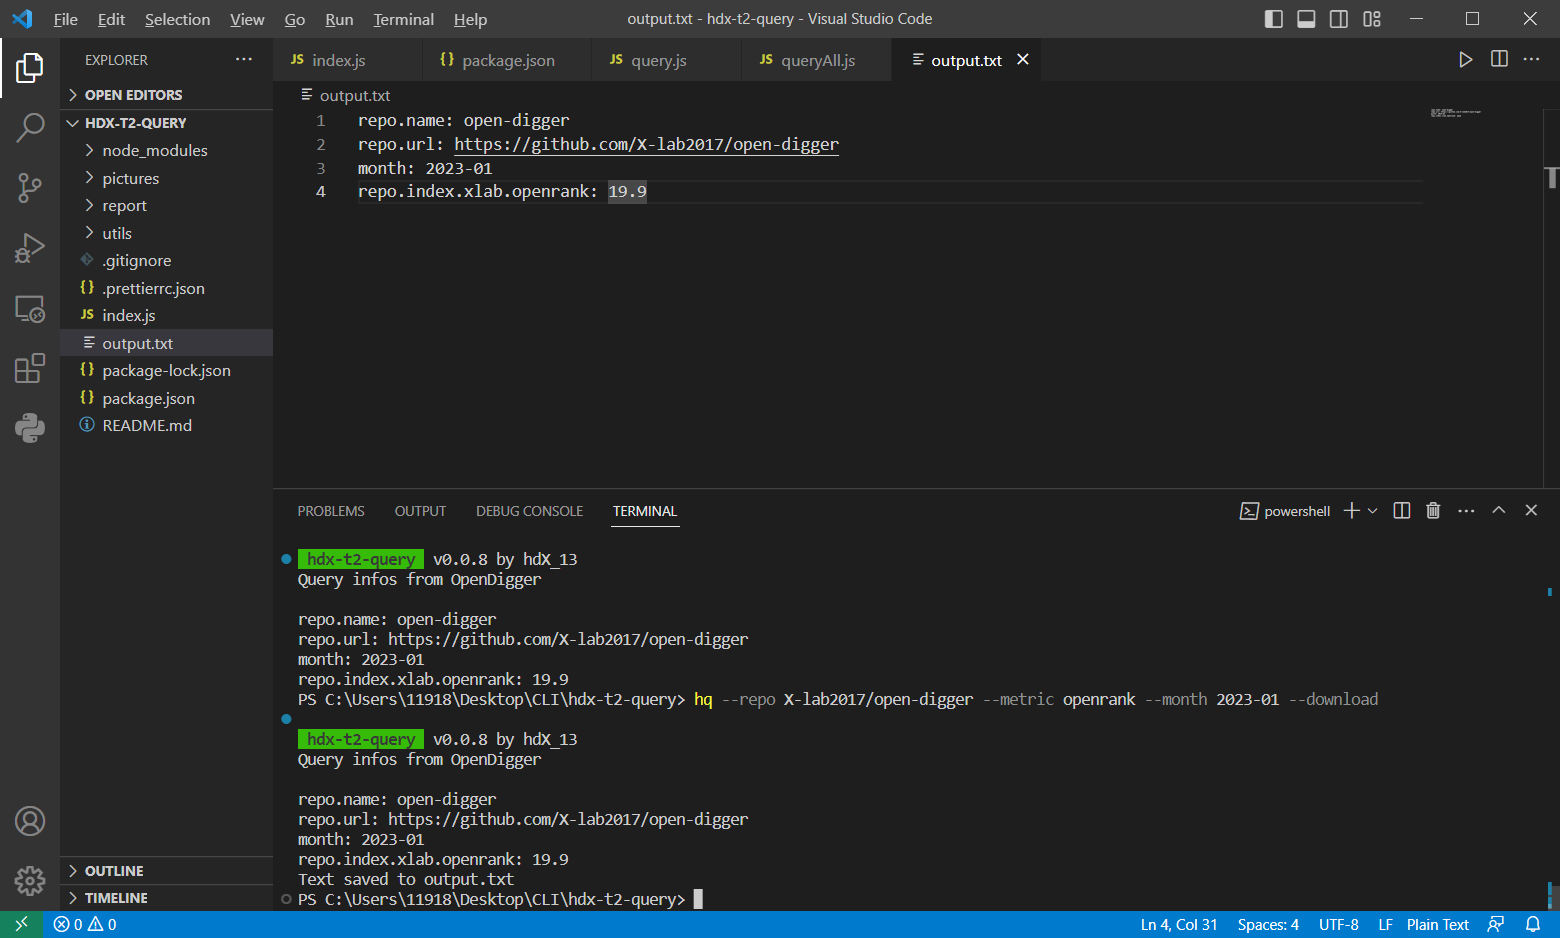 File Edit Selection View Go Run Terminal Help output.txt - hdx-t2-query - Visual Studio Code
EXPLORER
JS index.js {} package.json JS query.js JS queryAll.js output.txt
OPEN EDITORS
HDX-T2-QUERY
node_modules
pictures
report
utils
.gitignore
{} .prettierrc.json
JS index.js
output.txt
{} package-lock.json
{} package.json
README.md
OUTLINE
TIMELINE
output.txt
1 repo.name: open-digger
2 repo.url: https://github.com/X-lab2017/open-digger
3 month: 2023-01
4 repo.index.xlab.openrank: 19.9
PROBLEMS OUTPUT DEBUG CONSOLE TERMINAL powershell
hdx-t2-query v0.0.8 by hdX_13
Query infos from OpenDigger
repo.name: open-digger
repo.url: https://github.com/X-lab2017/open-digger
month: 2023-01
repo.index.xlab.openrank: 19.9
PS C:\Users\11918\Desktop\CLI\hdx-t2-query> hq --repo X-lab2017/open-digger --metric openrank --month 2023-01 --download
hdx-t2-query v0.0.8 by hdX_13
Query infos from OpenDigger
repo.name: open-digger
repo.url: https://github.com/X-lab2017/open-digger
month: 2023-01
repo.index.xlab.openrank: 19.9
Text saved to output.txt
PS C:\Users\11918\Desktop\CLI\hdx-t2-query>
0 0 Ln 4, Col 31 Spaces: 4 UTF-8 LF Plain Text